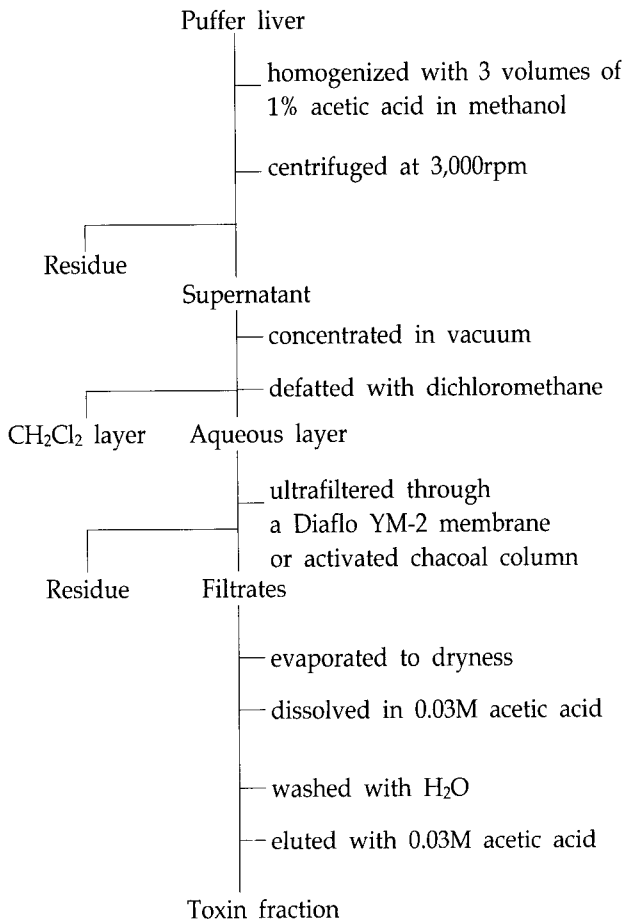 Puffer liver
homogenized with 3 volumes of
1% acetic acid in methanol
centrifuged at 3,000rpm
Residue
Supernatant
concentrated in vacuum
defatted with dichloromethane
CH₂Cl₂ layer
Aqueous layer
ultrafiltered through
a Diaflo YM-2 membrane
or activated chacoal column
Residue
Filtrates
evaporated to dryness
dissolved in 0.03M acetic acid
washed with H₂O
eluted with 0.03M acetic acid
Toxin fraction